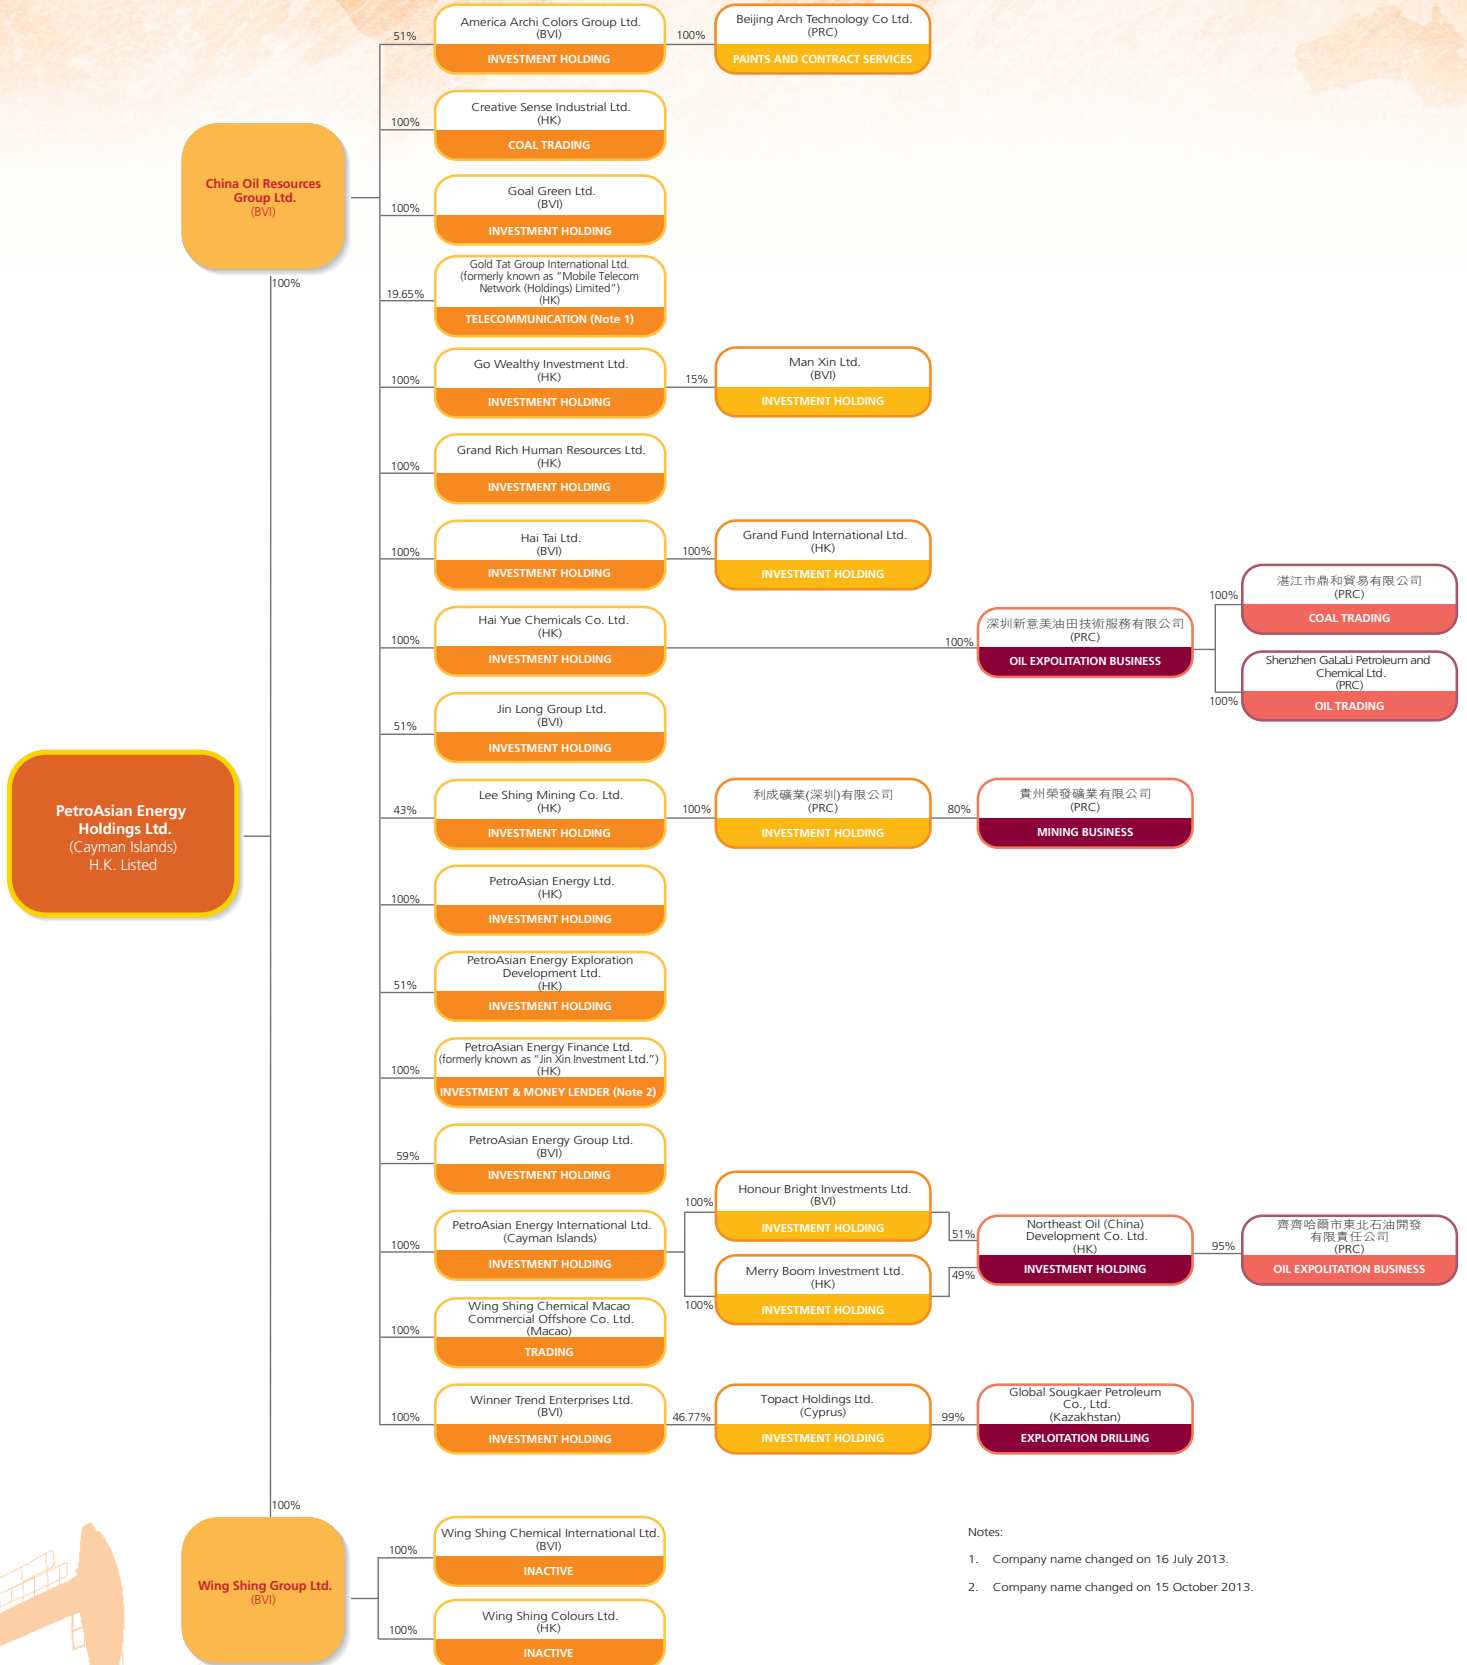 PetroAsian Energy
Holdings Ltd.
(Cayman Islands)
H.K. Listed
100%
China Oil Resources
Group Ltd.
(BVI)
51%
America Archi Colors Group Ltd.
(BVI)
INVESTMENT HOLDING
100%
Beijing Arch Technology Co Ltd.
(PRC)
PAINTS AND CONTRACT SERVICES
100%
Creative Sense Industrial Ltd.
(HK)
COAL TRADING
100%
Goal Green Ltd.
(BVI)
INVESTMENT HOLDING
19.65%
Gold Tat Group International Ltd.
(formerly known as “Mobile Telecom
Network (Holdings) Limited”)
(HK)
TELECOMMUNICATION (Note 1)
100%
Go Wealthy Investment Ltd.
(HK)
INVESTMENT HOLDING
15%
Man Xin Ltd.
(BVI)
INVESTMENT HOLDING
100%
Grand Rich Human Resources Ltd.
(HK)
INVESTMENT HOLDING
100%
Hai Tai Ltd.
(BVI)
INVESTMENT HOLDING
100%
Grand Fund International Ltd.
(HK)
INVESTMENT HOLDING
100%
Hai Yue Chemicals Co. Ltd.
(HK)
INVESTMENT HOLDING
100%
深圳新意美油田技術服務有限公司
(PRC)
OIL EXPOLITATION BUSINESS
100%
湛江市鼎和貿易有限公司
(PRC)
COAL TRADING
100%
Shenzhen GaLaLi Petroleum and
Chemical Ltd.
(PRC)
OIL TRADING
51%
Jin Long Group Ltd.
(BVI)
INVESTMENT HOLDING
43%
Lee Shing Mining Co. Ltd.
(HK)
INVESTMENT HOLDING
100%
利成礦業(深圳)有限公司
(PRC)
INVESTMENT HOLDING
80%
貴州榮發礦業有限公司
(PRC)
MINING BUSINESS
100%
PetroAsian Energy Ltd.
(HK)
INVESTMENT HOLDING
51%
PetroAsian Energy Exploration
Development Ltd.
(HK)
INVESTMENT HOLDING
100%
PetroAsian Energy Finance Ltd.
(formerly known as “Jin Xin Investment Ltd.”)
(HK)
INVESTMENT & MONEY LENDER (Note 2)
59%
PetroAsian Energy Group Ltd.
(BVI)
INVESTMENT HOLDING
100%
PetroAsian Energy International Ltd.
(Cayman Islands)
INVESTMENT HOLDING
100%
Honour Bright Investments Ltd.
(BVI)
INVESTMENT HOLDING
100%
Merry Boom Investment Ltd.
(HK)
INVESTMENT HOLDING
51%
49%
Northeast Oil (China)
Development Co. Ltd.
(HK)
INVESTMENT HOLDING
95%
齊齊哈爾市東北石油開發
有限責任公司
(PRC)
OIL EXPOLITATION BUSINESS
100%
Wing Shing Chemical Macao
Commercial Offshore Co. Ltd.
(Macao)
TRADING
100%
Winner Trend Enterprises Ltd.
(BVI)
INVESTMENT HOLDING
46.77%
Topact Holdings Ltd.
(Cyprus)
INVESTMENT HOLDING
99%
Global Sougkaer Petroleum
Co., Ltd.
(Kazakhstan)
EXPLOITATION DRILLING
100%
Wing Shing Group Ltd.
(BVI)
100%
Wing Shing Chemical International Ltd.
(BVI)
INACTIVE
100%
Wing Shing Colours Ltd.
(HK)
INACTIVE
Notes:
1. Company name changed on 16 July 2013.
2. Company name changed on 15 October 2013.